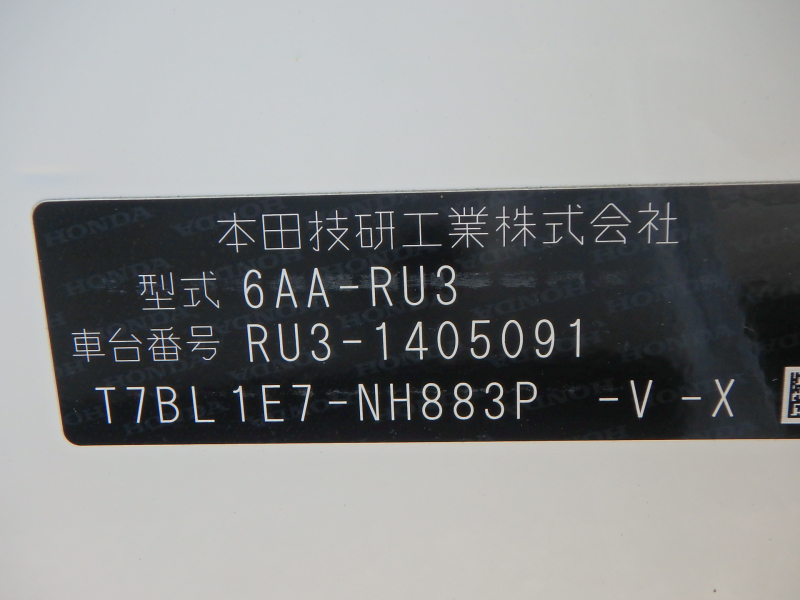 本田技研工業株式会社
型式 6AA-RU3
車台番号 RU3-1405091
T7BL1E7-NH883P -V-X